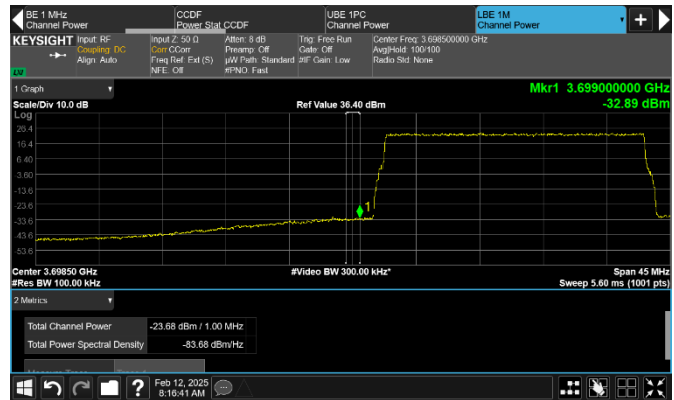 BE 1 MHz
Channel Power
CCDF
Power Stat CCDF
UBE 1PC
Channel Power
LBE 1M
Channel Power
KEYSIGHT
Input: RF
Coupling: DC
Align: Auto
Input Z: 50 Ω
Corr CCorr
Freq Ref: Ext (S)
NFE: Off
Atten: 8 dB
Preamp: Off
µW Path: Standard
#PNO: Fast
Trig: Free Run
Gate: Off
#IF Gain: Low
Center Freq: 3.698500000 GHz
Avg|Hold: 100/100
Radio Std: None
1 Graph
Mkr1 3.699000000 GHz
Scale/Div 10.0 dB
Ref Value 36.40 dBm
-32.89 dBm
Log
26.4
16.4
6.40
-3.60
-13.6
-23.6
-33.6
-43.6
-53.6
1
Center 3.69850 GHz
#Video BW 300.00 kHz*
Span 45 MHz
#Res BW 100.00 kHz
Sweep 5.60 ms (1001 pts)
2 Metrics
Total Channel Power
-23.68 dBm / 1.00 MHz
Total Power Spectral Density
-83.68 dBm/Hz
?
Feb 12, 2025
8:16:41 AM